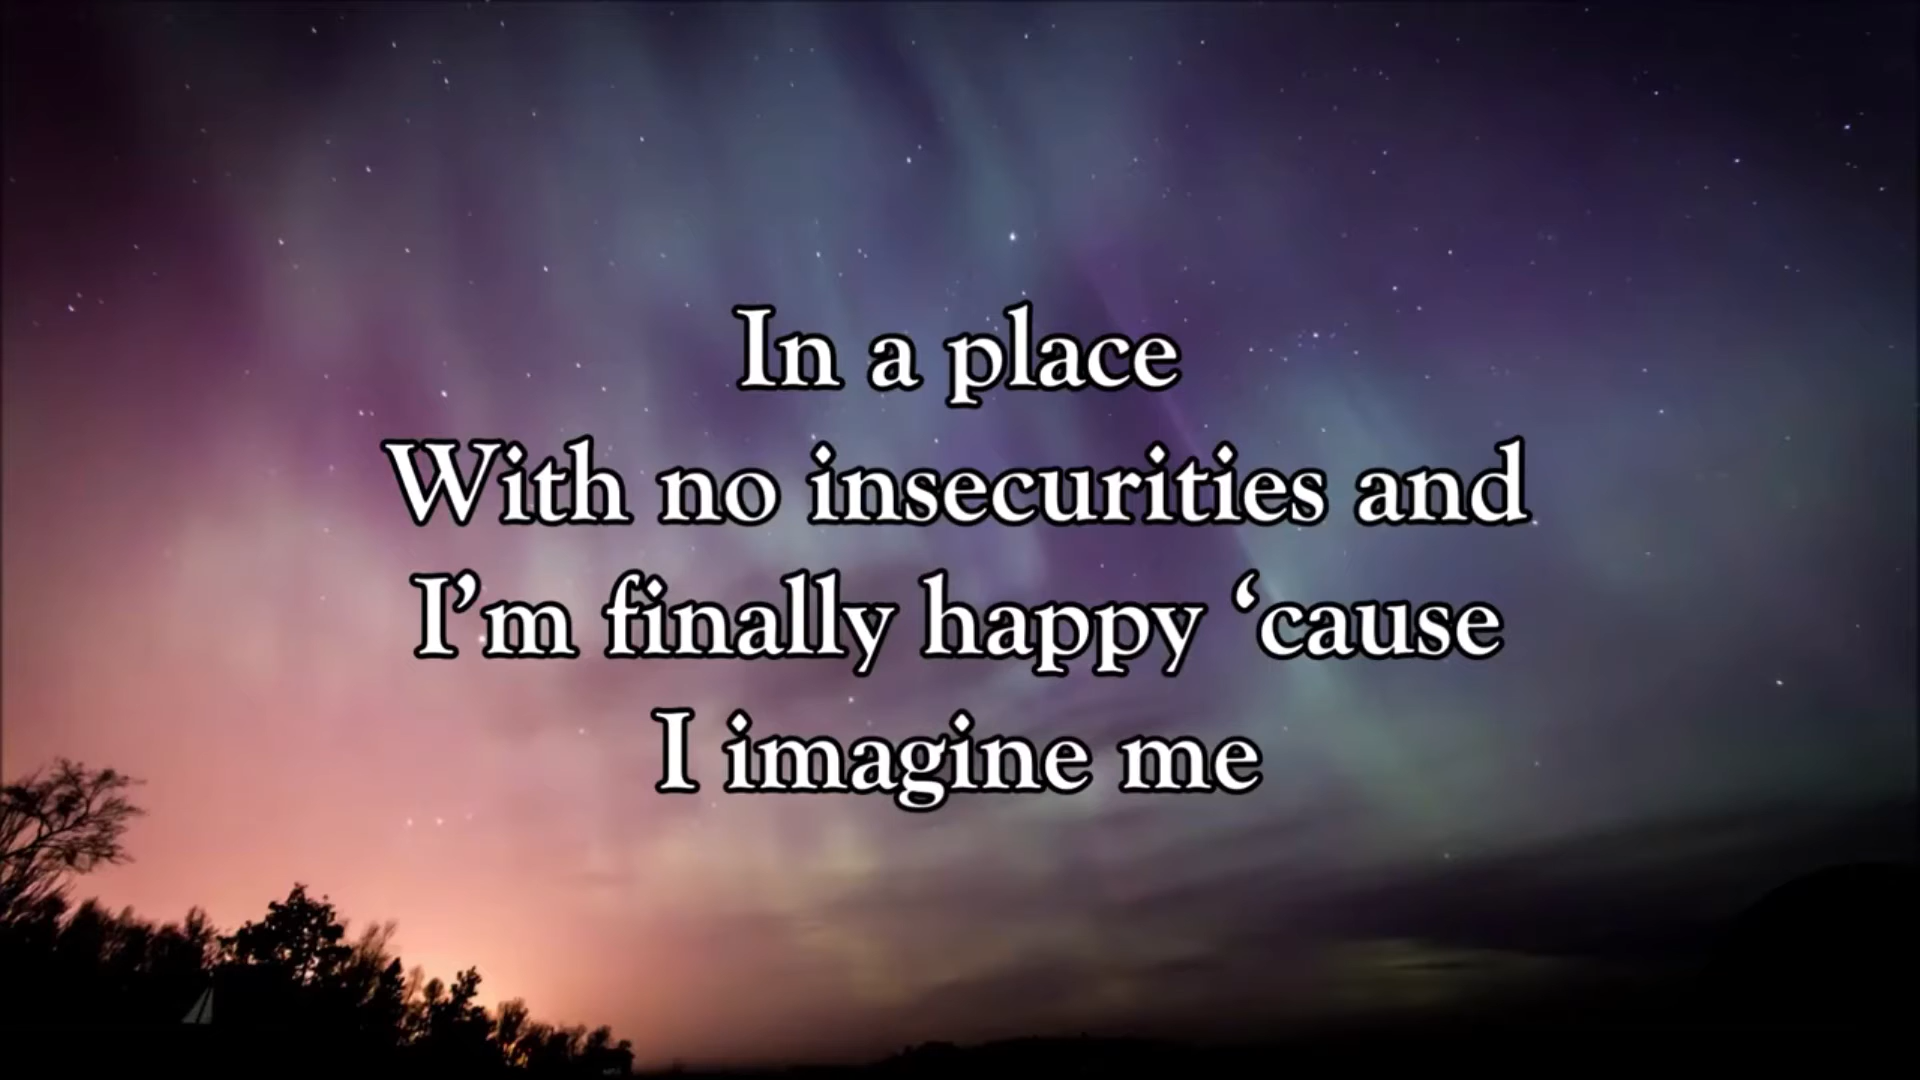 In a place
With no insecurities and
I’m finally happy ‘cause
I imagine me